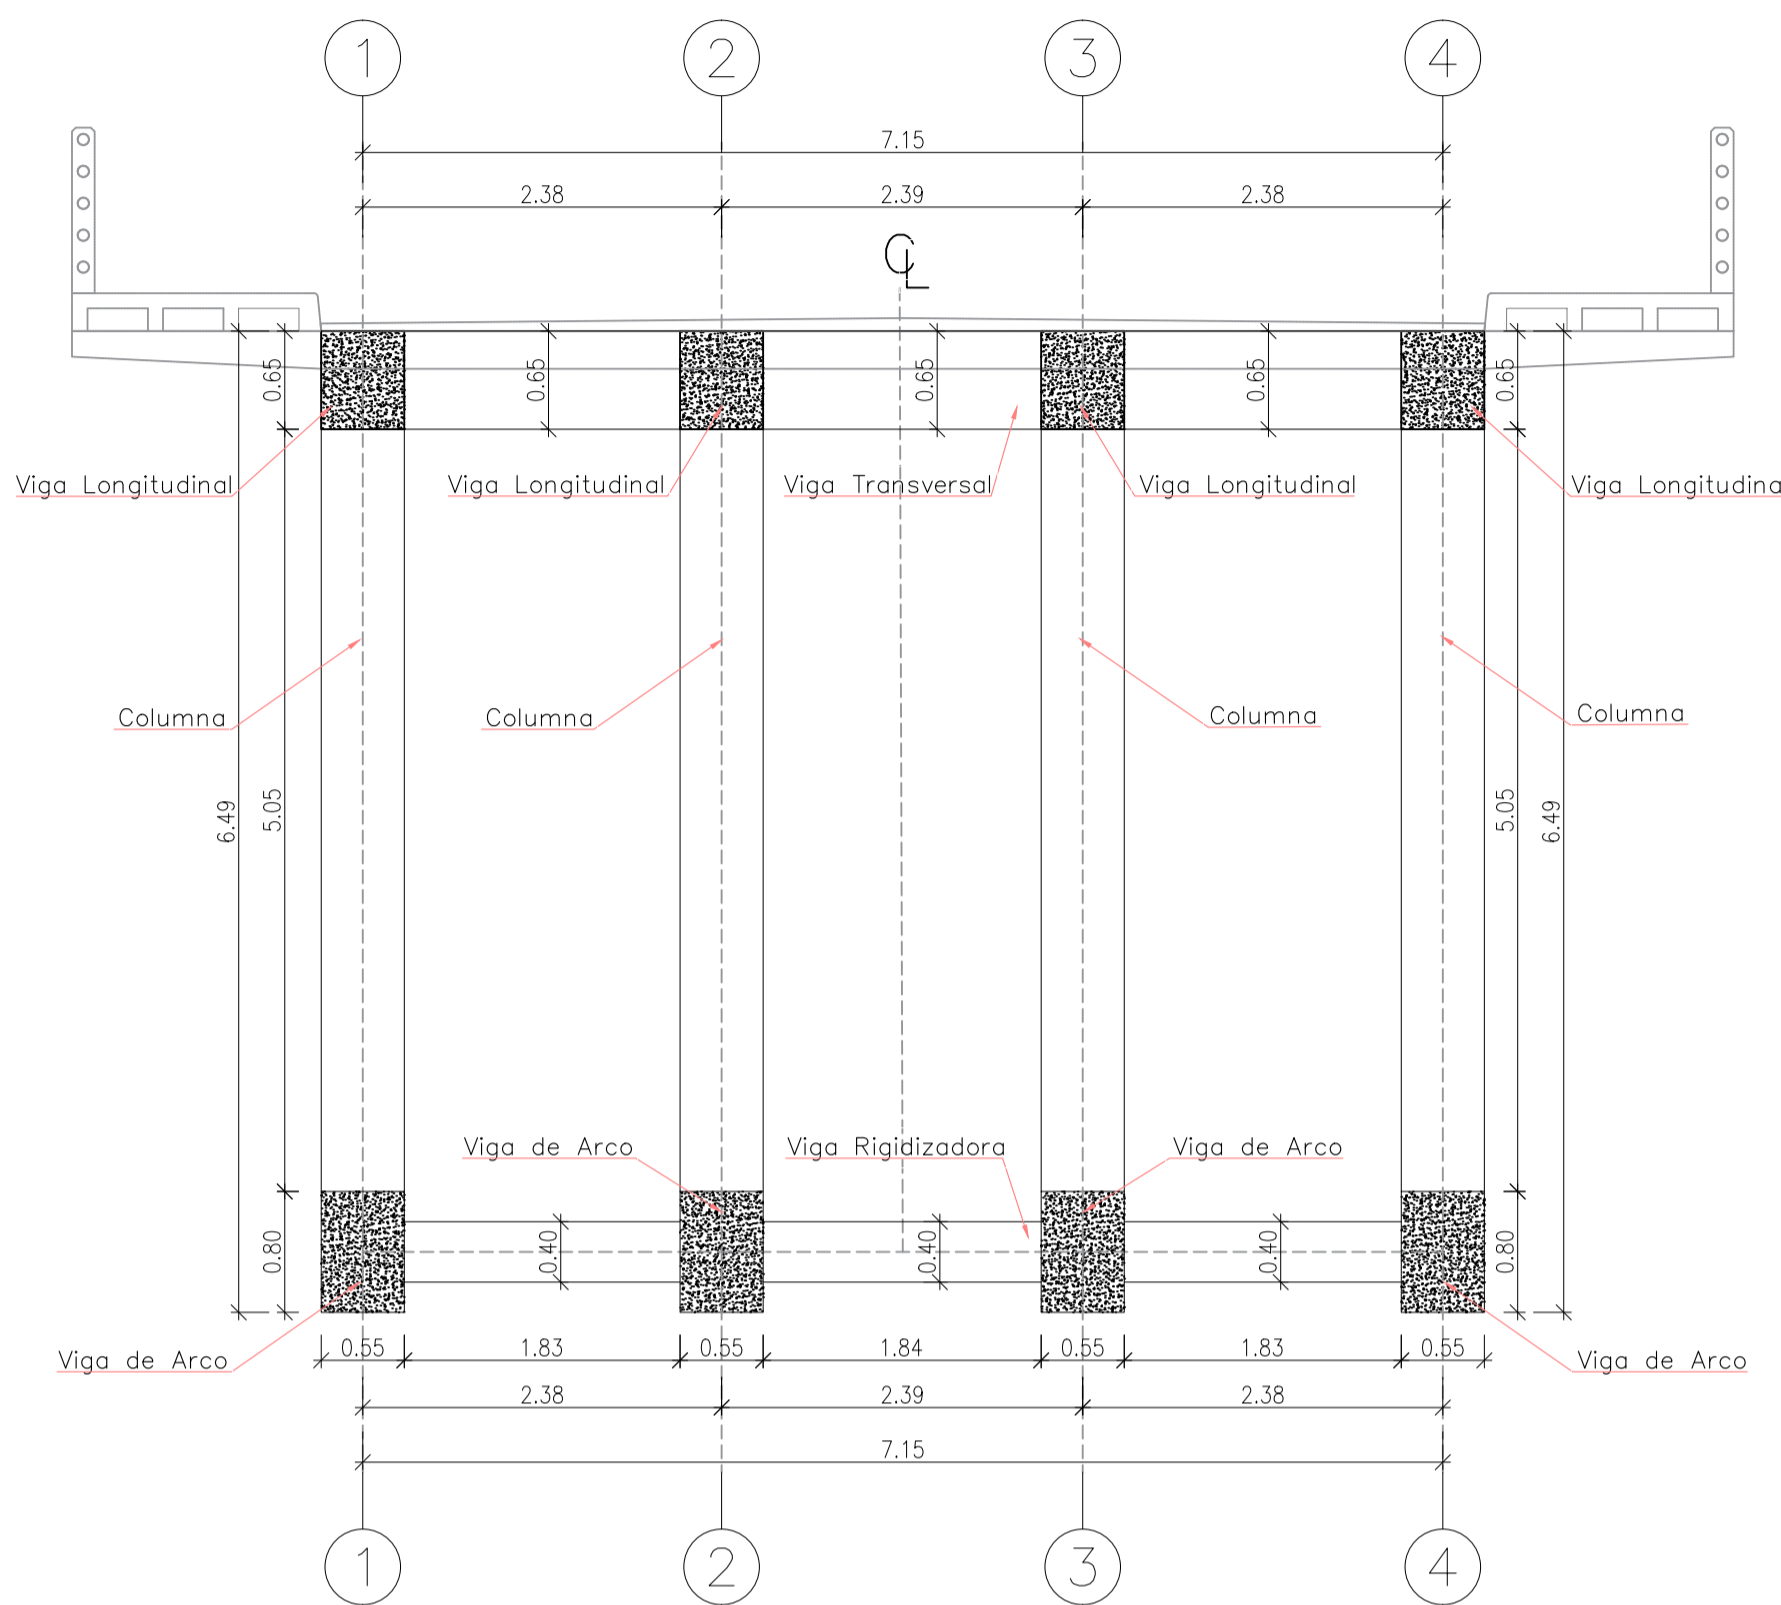 1 2 3 4
7.15
2.38 2.39 2.38
CL
0.65 0.65 0.65 0.65 0.65
Viga Longitudinal Viga Longitudinal Viga Transversal Viga Longitudinal Viga Longitudina
Columna Columna Columna Columna
6.49 5.05 5.05 6.49
Viga de Arco Viga Rigidizadora Viga de Arco
0.80 0.40 0.40 0.40 0.80
0.55 1.83 0.55 1.84 0.55 1.83 0.55
Viga de Arco Viga de Arco
2.38 2.39 2.38
7.15
1 2 3 4